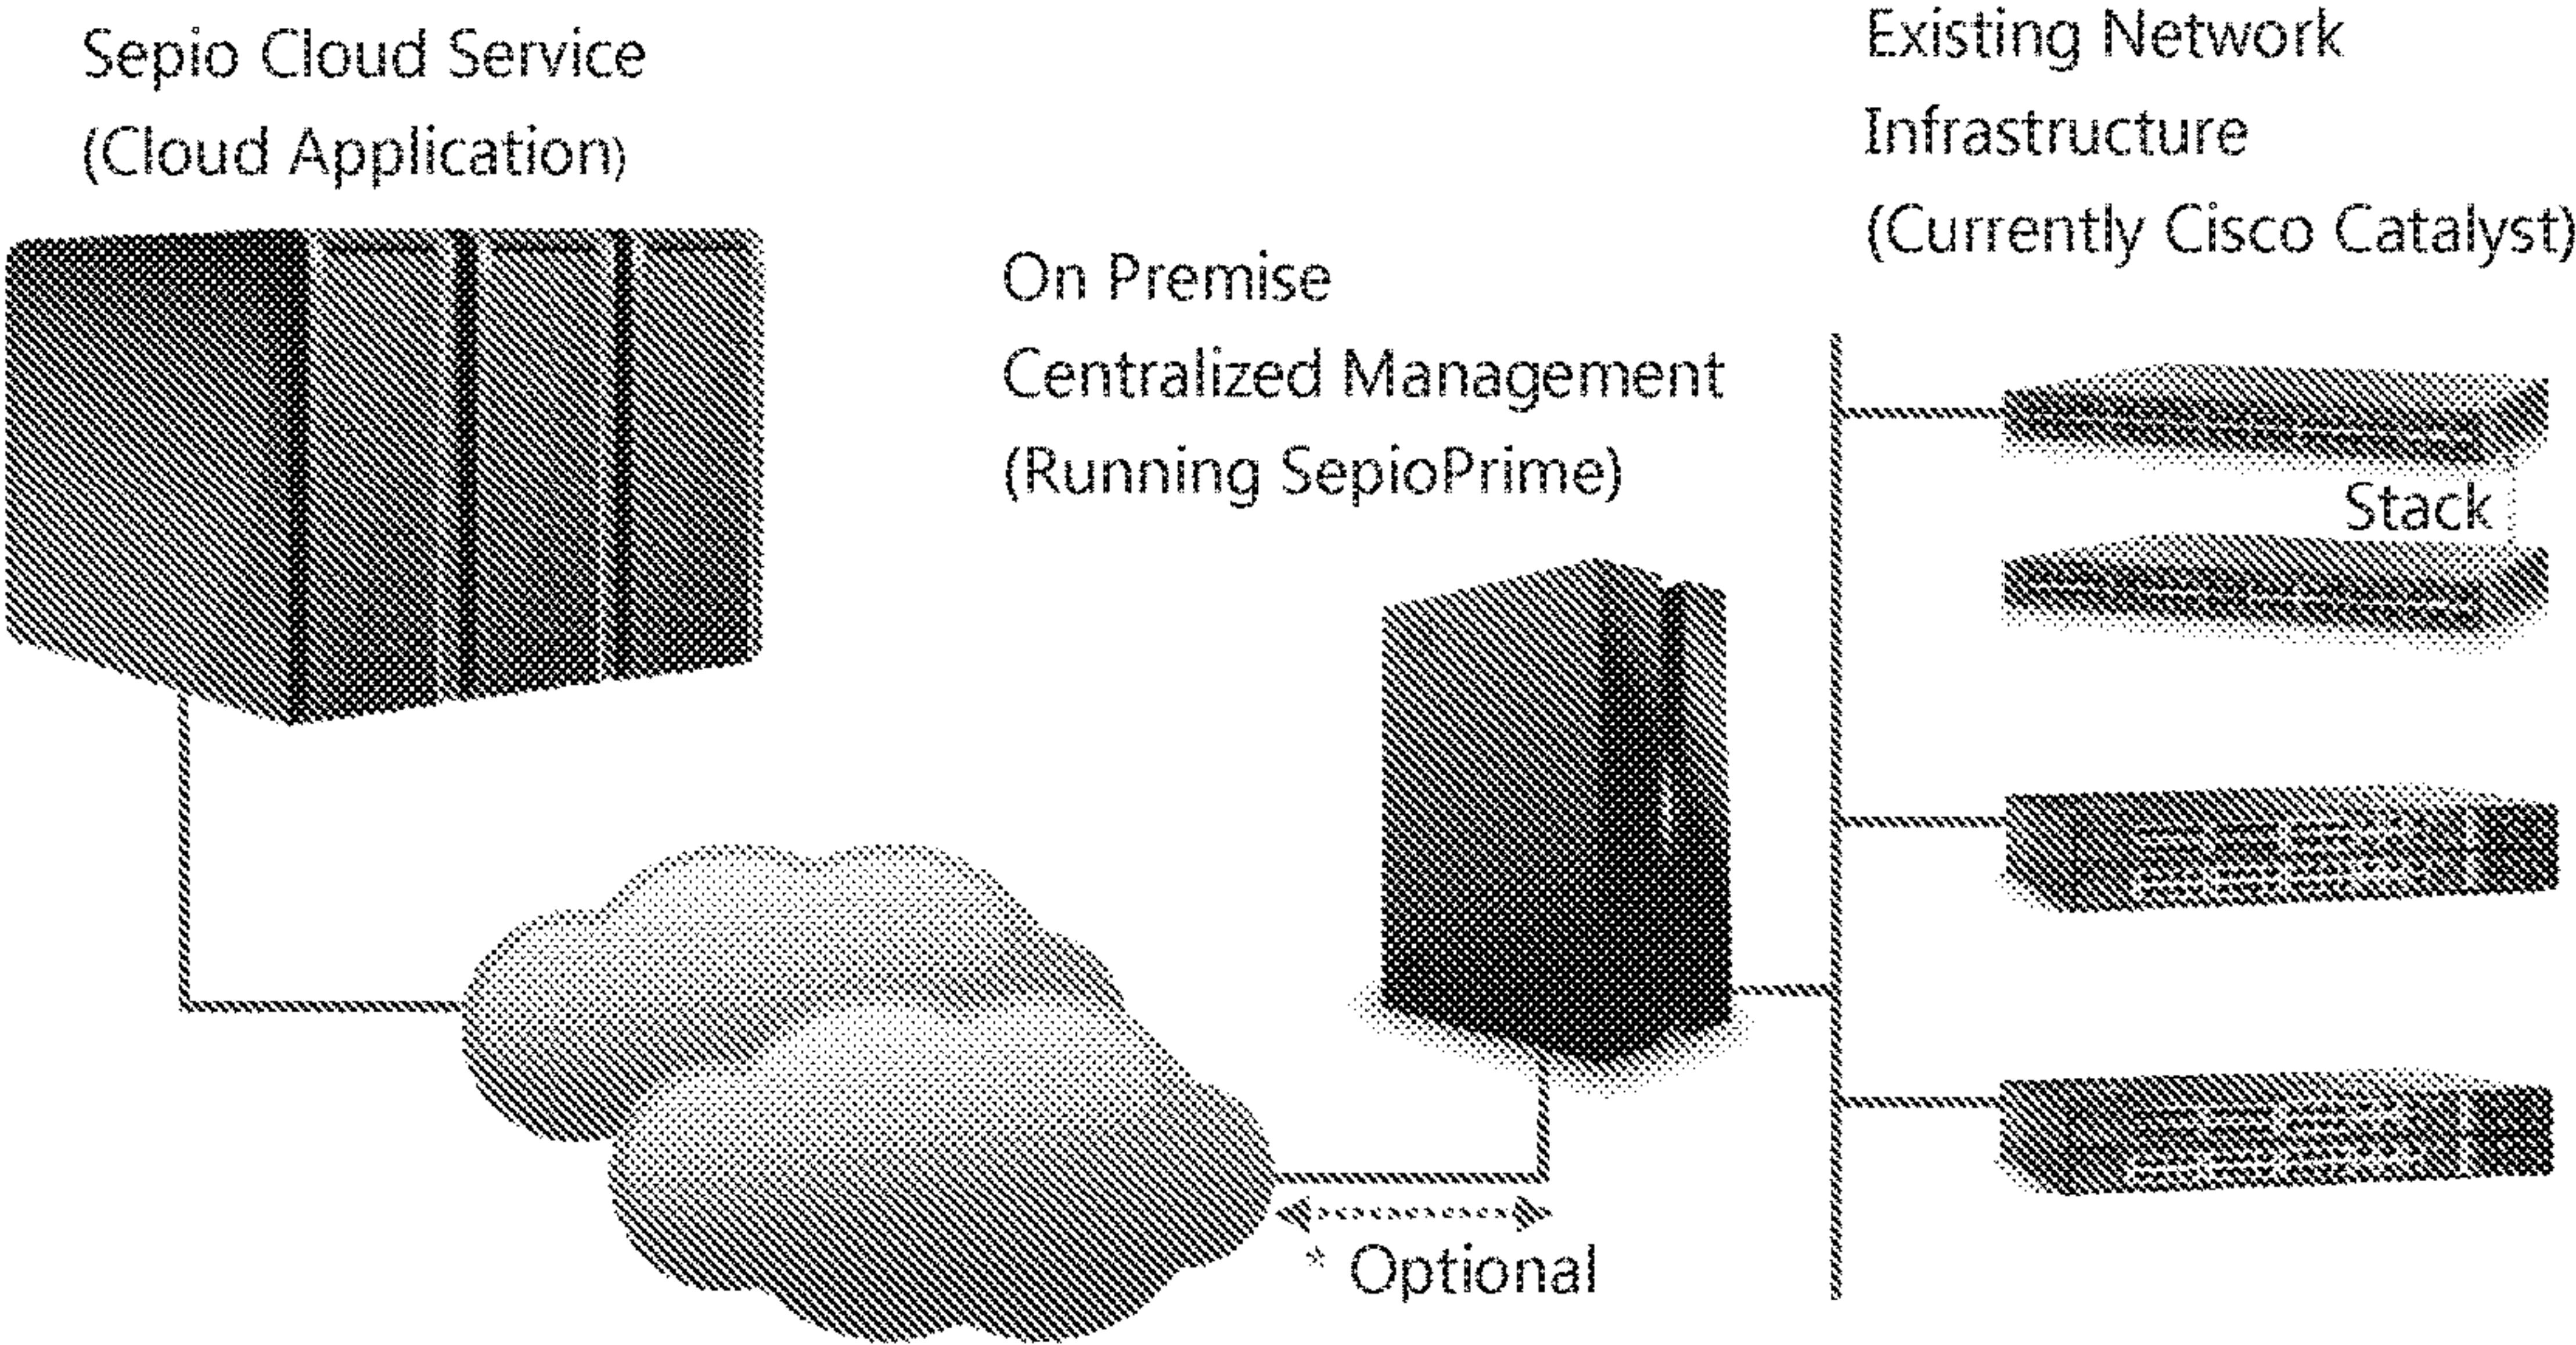 Sepio Cloud Service
(Cloud Application)
On Premise
Centralized Management
(Running SepioPrime)
Existing Network
Infrastructure
(Currently Cisco Catalyst)
Stack
* Optional